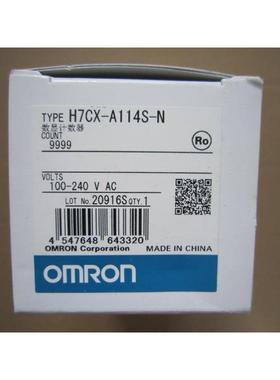 TYPE H7CX-A114S-N
数显计数器
COUNT
9999
Ro
VOLTS
100-240 V AC
LOT No. 20916S QTY. 1
4 547648 643320
OMRON Corporation
MADE IN CHINA
OMRON